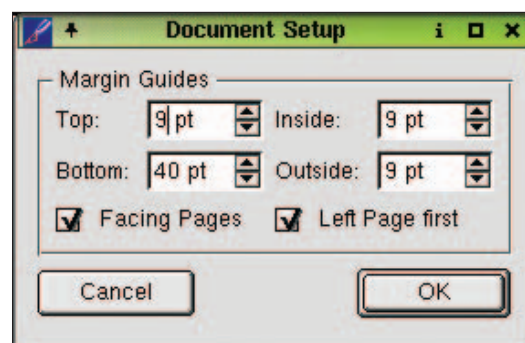 Document Setup
Margin Guides
Top: 9 pt Inside: 9 pt
Bottom: 40 pt Outside: 9 pt
Facing Pages Left Page first
Cancel OK